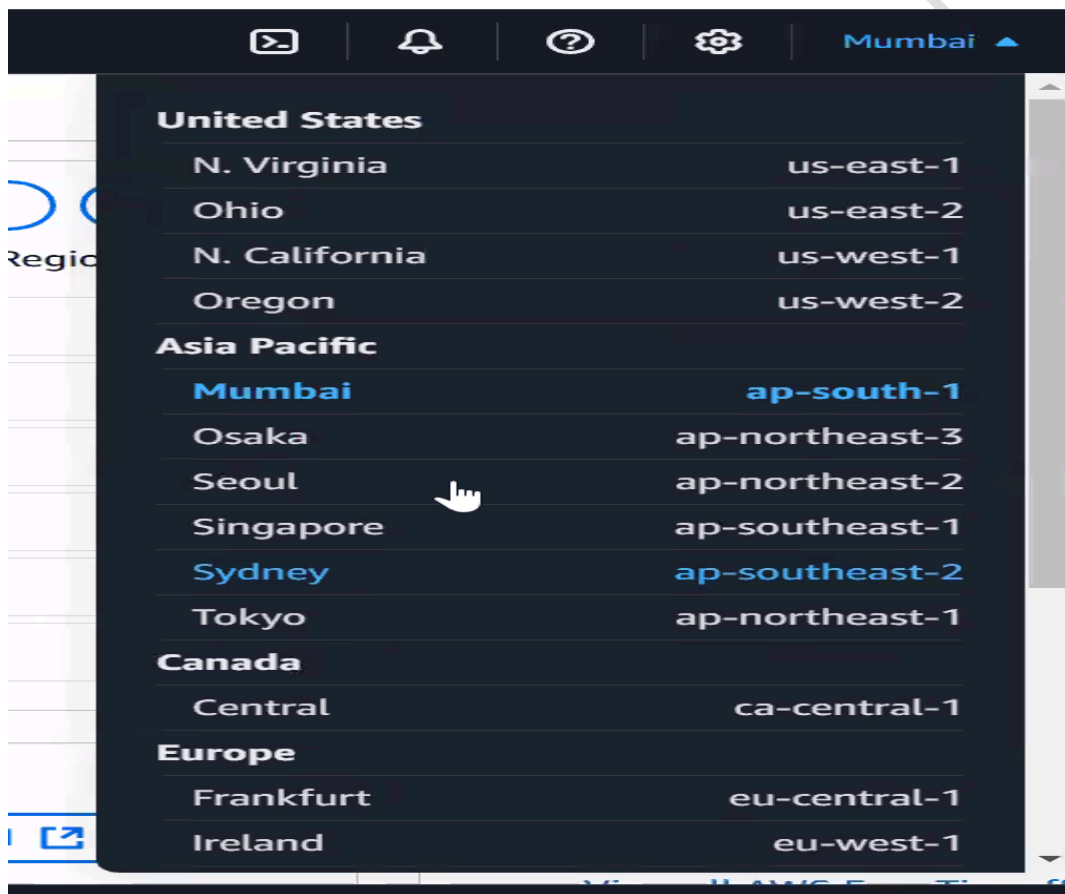 Mumbai
United States
N. Virginia us-east-1
Ohio us-east-2
Regio
N. California us-west-1
Oregon us-west-2
Asia Pacific
Mumbai ap-south-1
Osaka ap-northeast-3
Seoul ap-northeast-2
Singapore ap-southeast-1
Sydney ap-southeast-2
Tokyo ap-northeast-1
Canada
Central ca-central-1
Europe
Frankfurt eu-central-1
Ireland eu-west-1